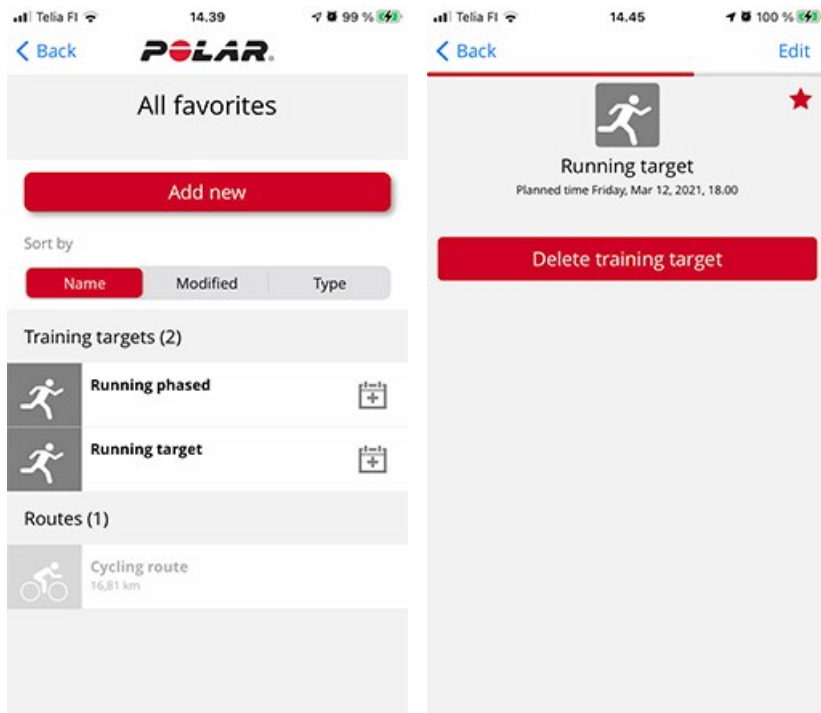 Telia FI 14.39 99 %
Back POLAR.
All favorites
Add new
Sort by
Name Modified Type
Training targets (2)
Running phased
Running target
Routes (1)
Cycling route
16,81 km
Telia FI 14.45 100 %
Back Edit
Running target
Planned time Friday, Mar 12, 2021, 18.00
Delete training target